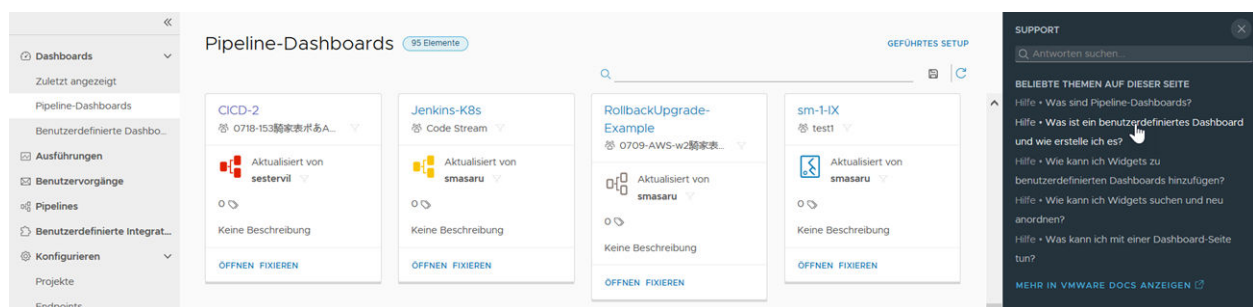 «
Dashboards
Zuletzt angezeigt
Pipeline-Dashboards
Benutzerdefinierte Dashbo...
Ausführungen
Benutzervorgänge
Pipelines
Benutzerdefinierte Integrat...
Konfigurieren
Projekte
Endpoints
Pipeline-Dashboards 95 Elemente
GEFÜHRTES SETUP
CICD-2
0718-153騎家表ポあA...
Aktualisiert von
sestervil
0
Keine Beschreibung
ÖFFNEN FIXIEREN
Jenkins-K8s
Code Stream
Aktualisiert von
smasaru
0
Keine Beschreibung
ÖFFNEN FIXIEREN
RollbackUpgrade-
Example
0709-AWS-w2騎家表...
Aktualisiert von
smasaru
0
Keine Beschreibung
ÖFFNEN FIXIEREN
sm-1-IX
test1
Aktualisiert von
smasaru
0
Keine Beschreibung
ÖFFNEN FIXIEREN
SUPPORT
Antworten suchen...
BELIEBTE THEMEN AUF DIESER SEITE
Hilfe • Was sind Pipeline-Dashboards?
Hilfe • Was ist ein benutzerdefiniertes Dashboard
und wie erstelle ich es?
Hilfe • Wie kann ich Widgets zu
benutzerdefinierten Dashboards hinzufügen?
Hilfe • Wie kann ich Widgets suchen und neu
anordnen?
Hilfe • Was kann ich mit einer Dashboard-Seite
tun?
MEHR IN VMWARE DOCS ANZEIGEN